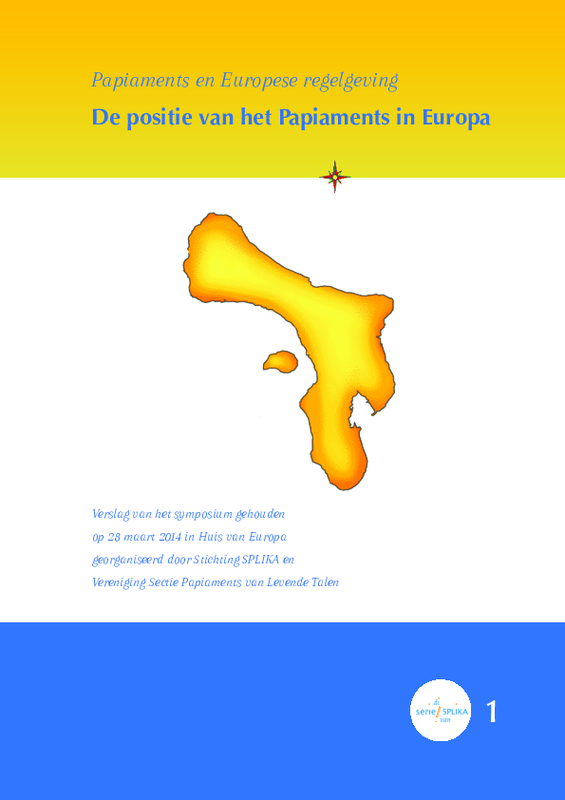 Papiaments en Europese regelgeving
De positie van het Papiaments in Europa
Verslag van het symposium gehouden
op 28 maart 2014 in Huis van Europa
georganiseerd door Stichting SPLIKA en
Vereniging Sectie Papiaments van Levende Talen
di
serie SPLIKA
van
1